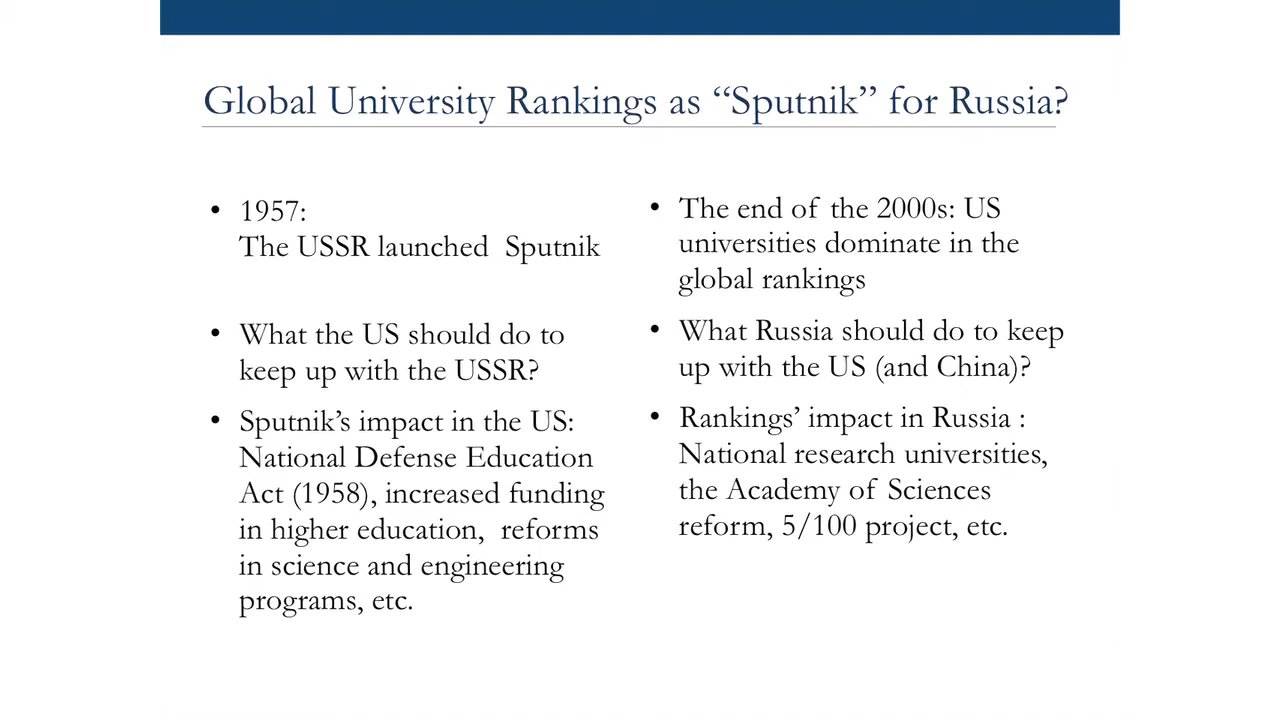 Global University Rankings as “Sputnik” for Russia?
• 1957:
The USSR launched  Sputnik
• What the US should do to
keep up with the USSR?
• Sputnik’s impact in the US:
National Defense Education
Act (1958), increased funding
in higher education,  reforms
in science and engineering
programs, etc.
• The end of the 2000s: US
universities dominate in the
global rankings
• What Russia should do to keep
up with the US (and China)?
• Rankings’ impact in Russia :
National research universities,
the Academy of Sciences
reform, 5/100 project, etc.